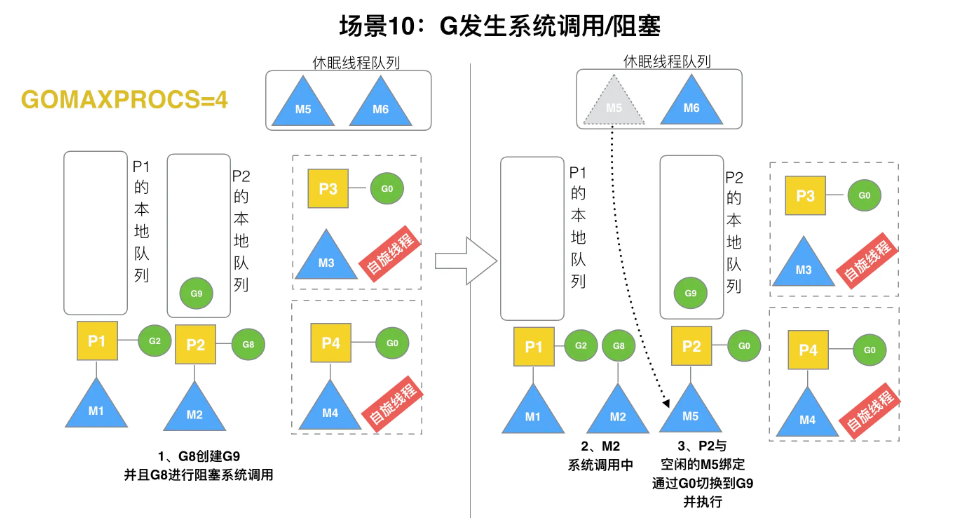 场景10：G发生系统调用/阻塞
GOMAXPROCS=4
休眠线程队列
M5
M6
P1的本地队列
P2的本地队列
G9
P3
G0
M3
自旋线程
P1
G2
P2
G8
P4
G0
M1
M2
M4
自旋线程
1、G8创建G9
并且G8进行阻塞系统调用
休眠线程队列
M5
M6
P1的本地队列
P2的本地队列
G9
P3
G0
M3
自旋线程
P1
G2
G8
P2
G0
P4
G0
M1
M2
M5
M4
自旋线程
2、M2
系统调用中
3、P2与
空闲的M5绑定
通过G0切换到G9
并执行